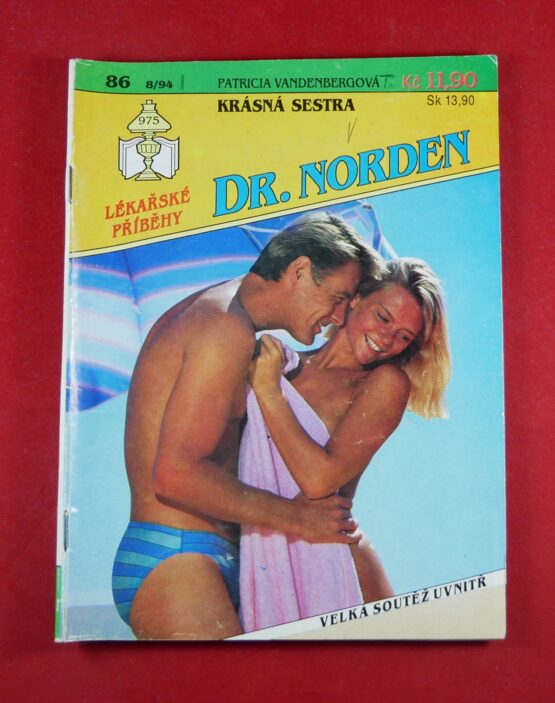 86 8/94 PATRICIA VANDENBERGOVÁ Kč 11,90
KRÁSNÁ SESTRA Sk 13,90
975
LÉKAŘSKÉ
PŘÍBĚHY
DR. NORDEN
VELKÁ SOUTĚŽ UVNITŘ